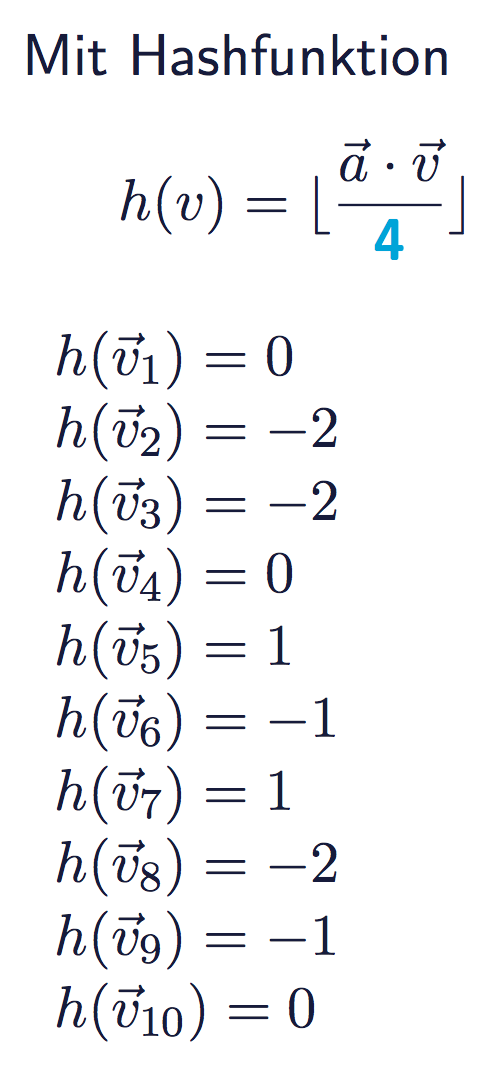 Mit Hashfunktion
h(v) = ⌊(a⃗ · v⃗)/4⌋
h(v⃗₁) = 0
h(v⃗₂) = −2
h(v⃗₃) = −2
h(v⃗₄) = 0
h(v⃗₅) = 1
h(v⃗₆) = −1
h(v⃗₇) = 1
h(v⃗₈) = −2
h(v⃗₉) = −1
h(v⃗₁₀) = 0